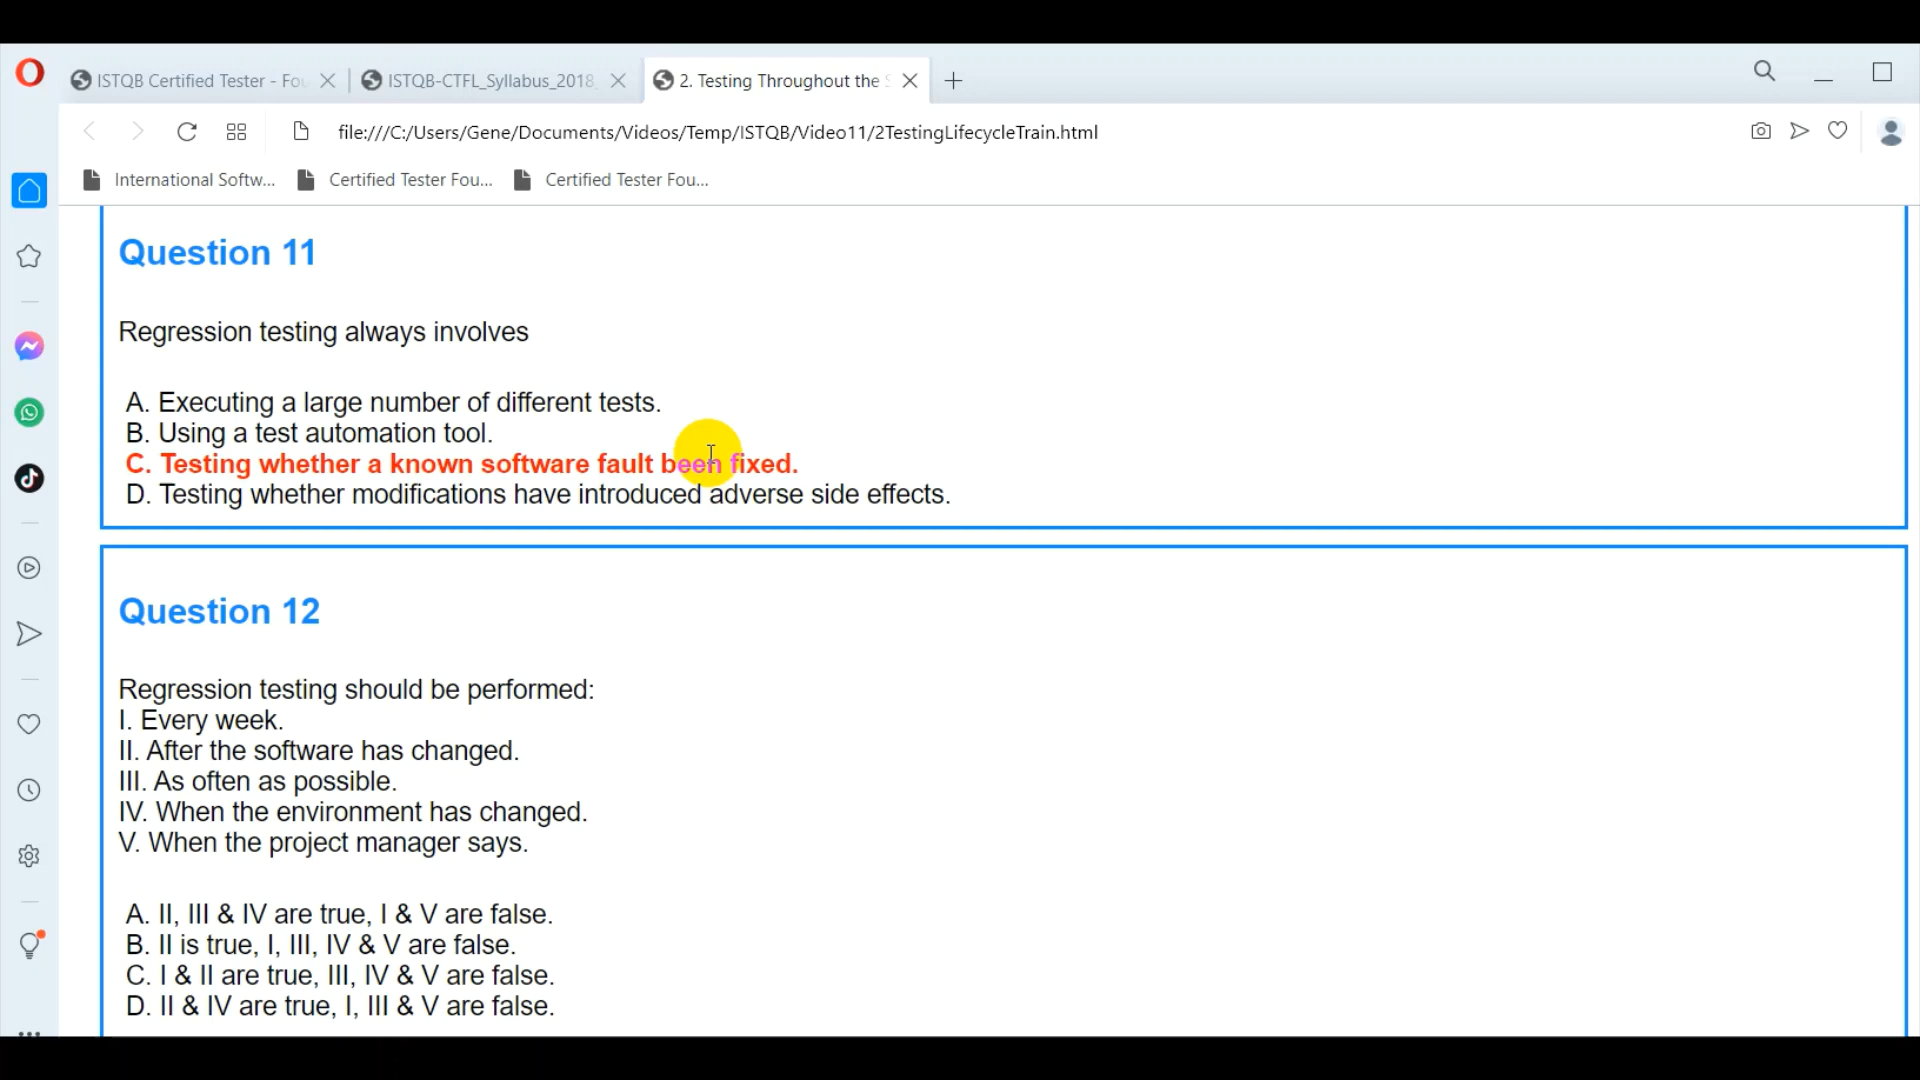 ISTQB Certified Tester - Fou
ISTQB-CTFL_Syllabus_2018
2. Testing Throughout the S
file:///C:/Users/Gene/Documents/Videos/Temp/ISTQB/Video11/2TestingLifecycleTrain.html
International Softw...
Certified Tester Fou...
Certified Tester Fou...
Question 11
Regression testing always involves
A. Executing a large number of different tests.
B. Using a test automation tool.
C. Testing whether a known software fault been fixed.
D. Testing whether modifications have introduced adverse side effects.
Question 12
Regression testing should be performed:
I. Every week.
II. After the software has changed.
III. As often as possible.
IV. When the environment has changed.
V. When the project manager says.
A. II, III & IV are true, I & V are false.
B. II is true, I, III, IV & V are false.
C. I & II are true, III, IV & V are false.
D. II & IV are true, I, III & V are false.